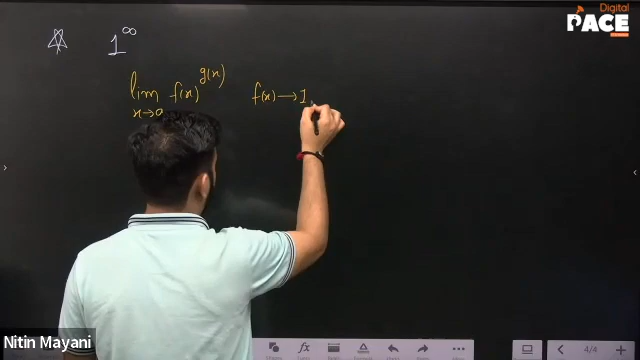 Digital
PACE
1^∞
lim f(x)^g(x) f(x) → 1
x→a
Nitin Mayani
4/4